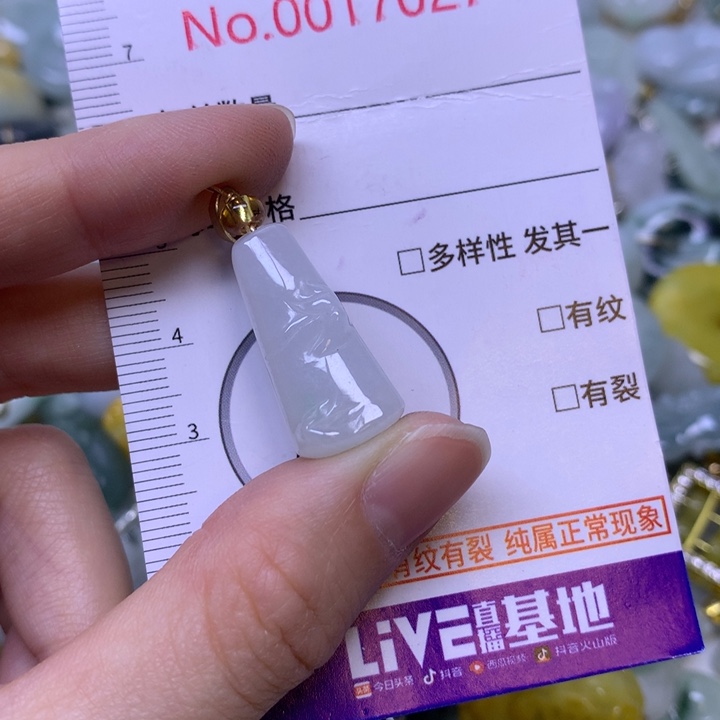 No.0017027
7
格
□多样性 发其一
4
□有纹
3
□有裂
有纹有裂 纯属正常现象
LiVE直播基地
头条 今日头条 抖音 西瓜视频 抖音火山版